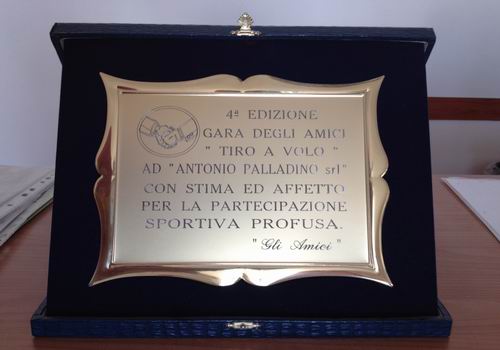 4ª EDIZIONE
GARA DEGLI AMICI
" TIRO A VOLO "
AD "ANTONIO PALLADINO srl"
CON STIMA ED AFFETTO
PER LA PARTECIPAZIONE
SPORTIVA PROFUSA.
"Gli Amici"